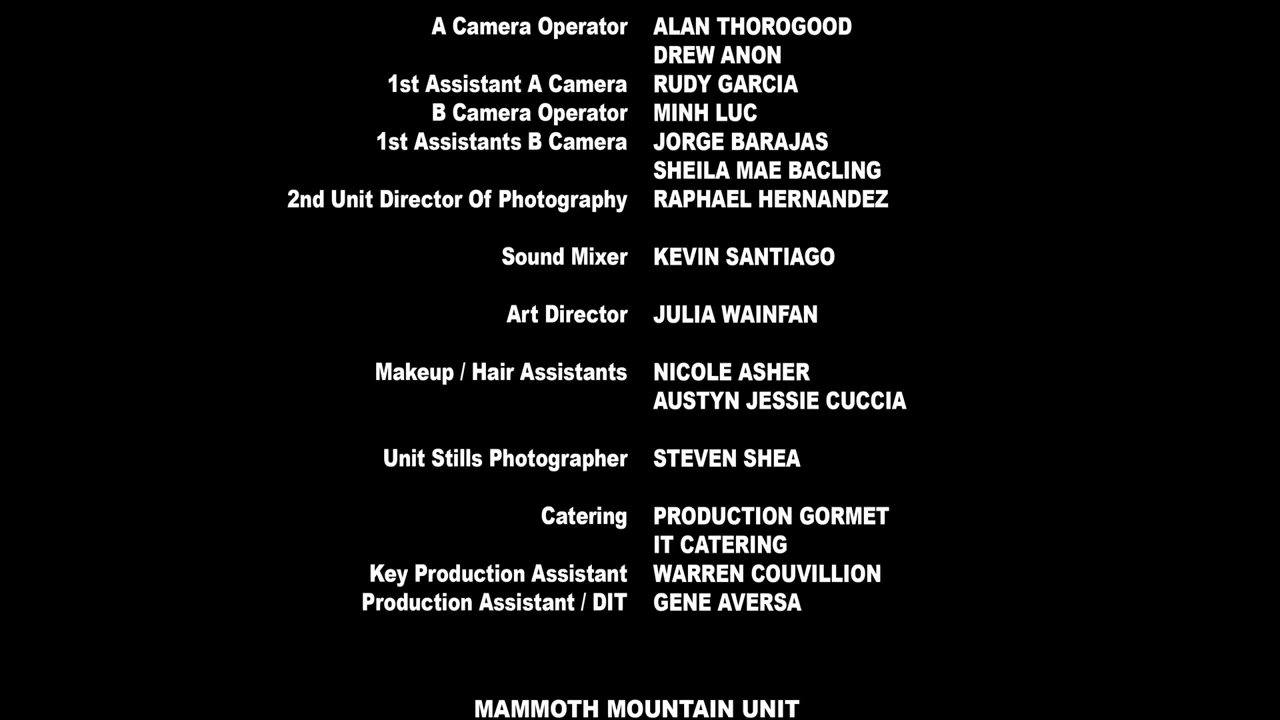 A Camera Operator ALAN THOROGOOD
DREW ANON
1st Assistant A Camera RUDY GARCIA
B Camera Operator MINH LUC
1st Assistants B Camera JORGE BARAJAS
SHEILA MAE BACLING
2nd Unit Director Of Photography RAPHAEL HERNANDEZ
Sound Mixer KEVIN SANTIAGO
Art Director JULIA WAINFAN
Makeup / Hair Assistants NICOLE ASHER
AUSTYN JESSIE CUCCIA
Unit Stills Photographer STEVEN SHEA
Catering PRODUCTION GORMET
IT CATERING
Key Production Assistant WARREN COUVILLION
Production Assistant / DIT GENE AVERSA
MAMMOTH MOUNTAIN UNIT